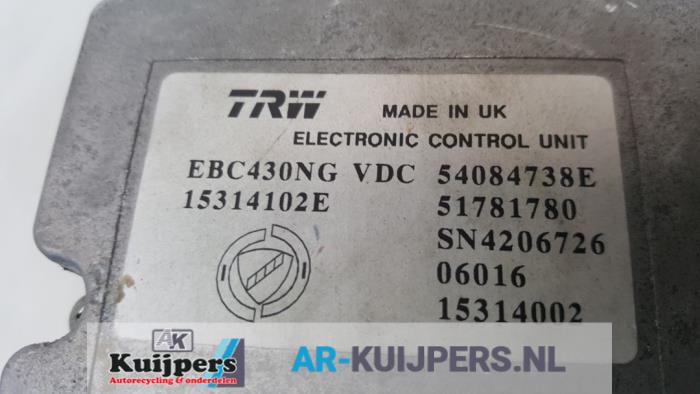 TRW MADE IN UK
ELECTRONIC CONTROL UNIT
EBC430NG VDC 54084738E
15314102E 51781780
SN4206726
06016
15314002
AK
Kuijpers
Autorecycling & onderdelen
AR-KUIJPERS.NL